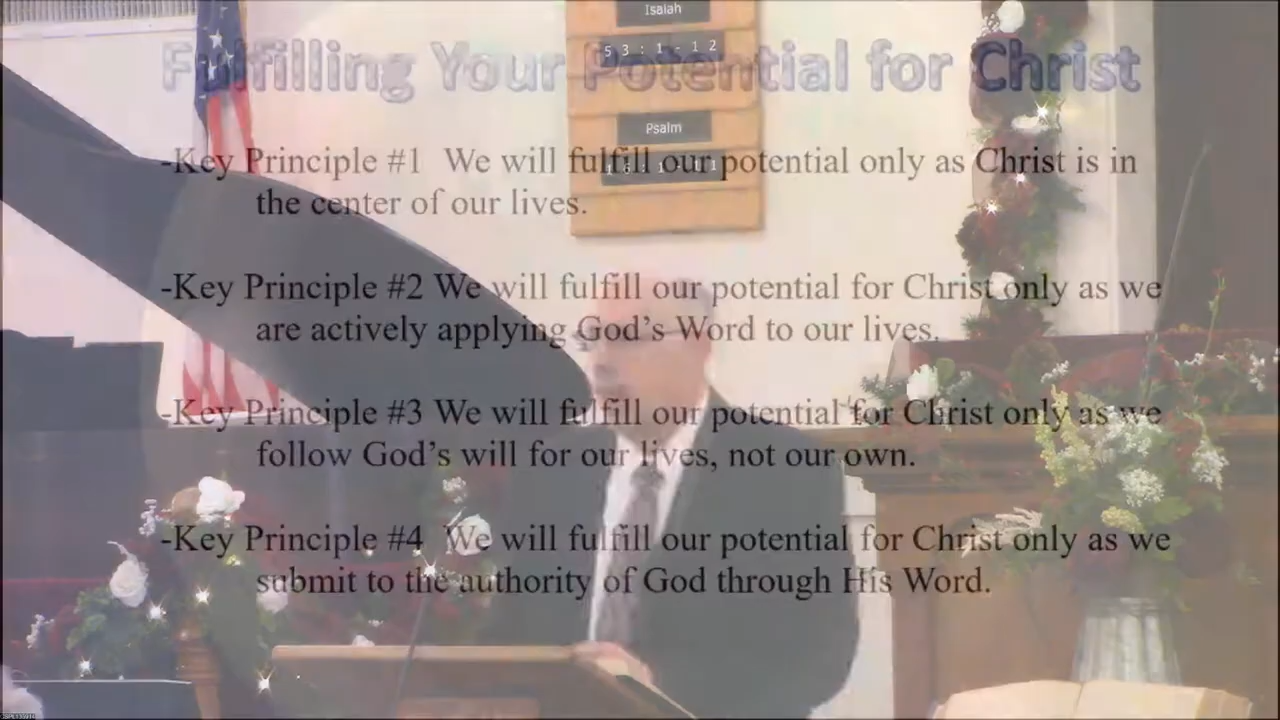 Isaiah
53:1-12
Fulfilling Your Potential for Christ
Psalm
-Key Principle #1 We will fulfill our potential only as Christ is in
the center of our lives.
-Key Principle #2 We will fulfill our potential for Christ only as we
are actively applying God's Word to our lives.
-Key Principle #3 We will fulfill our potential for Christ only as we
follow God's will for our lives, not our own.
-Key Principle #4 We will fulfill our potential for Christ only as we
submit to the authority of God through His Word.